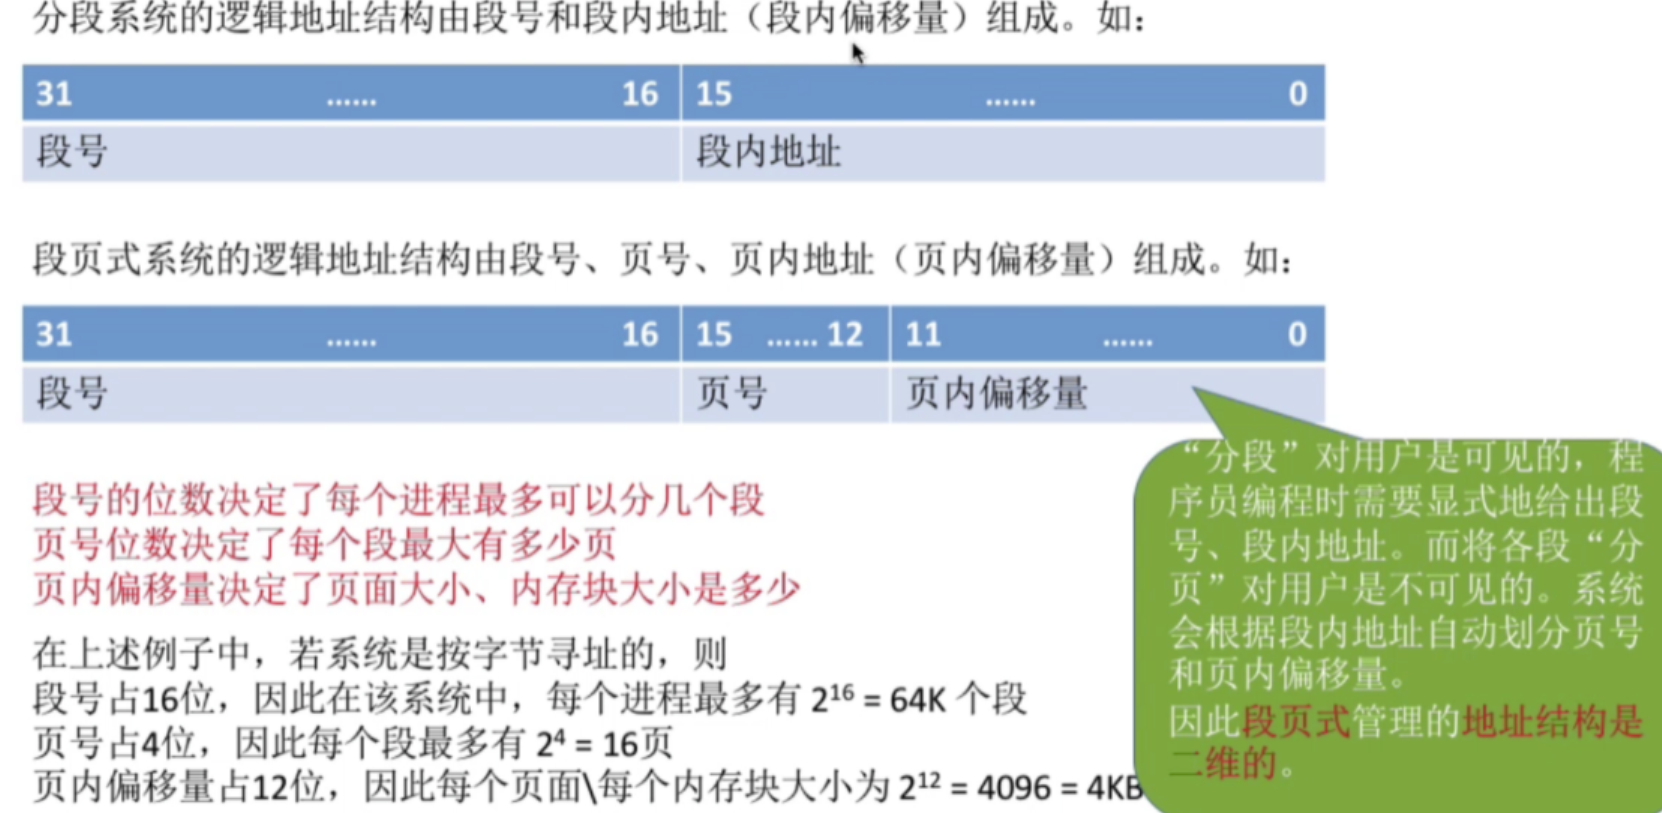 分段系统的逻辑地址结构由段号和段内地址（段内偏移量）组成。如：
31 ...... 16 15 ...... 0
段号 段内地址
段页式系统的逻辑地址结构由段号、页号、页内地址（页内偏移量）组成。如：
31 ...... 16 15 ...... 12 11 ...... 0
段号 页号 页内偏移量
段号的位数决定了每个进程最多可以分几个段
页号位数决定了每个段最大有多少页
页内偏移量决定了页面大小、内存块大小是多少
在上述例子中，若系统是按字节寻址的，则
段号占16位，因此在该系统中，每个进程最多有 2¹⁶ = 64K 个段
页号占4位，因此每个段最多有 2⁴ = 16页
页内偏移量占12位，因此每个页面\每个内存块大小为 2¹² = 4096 = 4KB
“分段”对用户是可见的，程
序员编程时需要显式地给出段
号、段内地址。而将各段“分
页”对用户是不可见的。系统
会根据段内地址自动划分页号
和页内偏移量。
因此段页式管理的地址结构是
二维的。